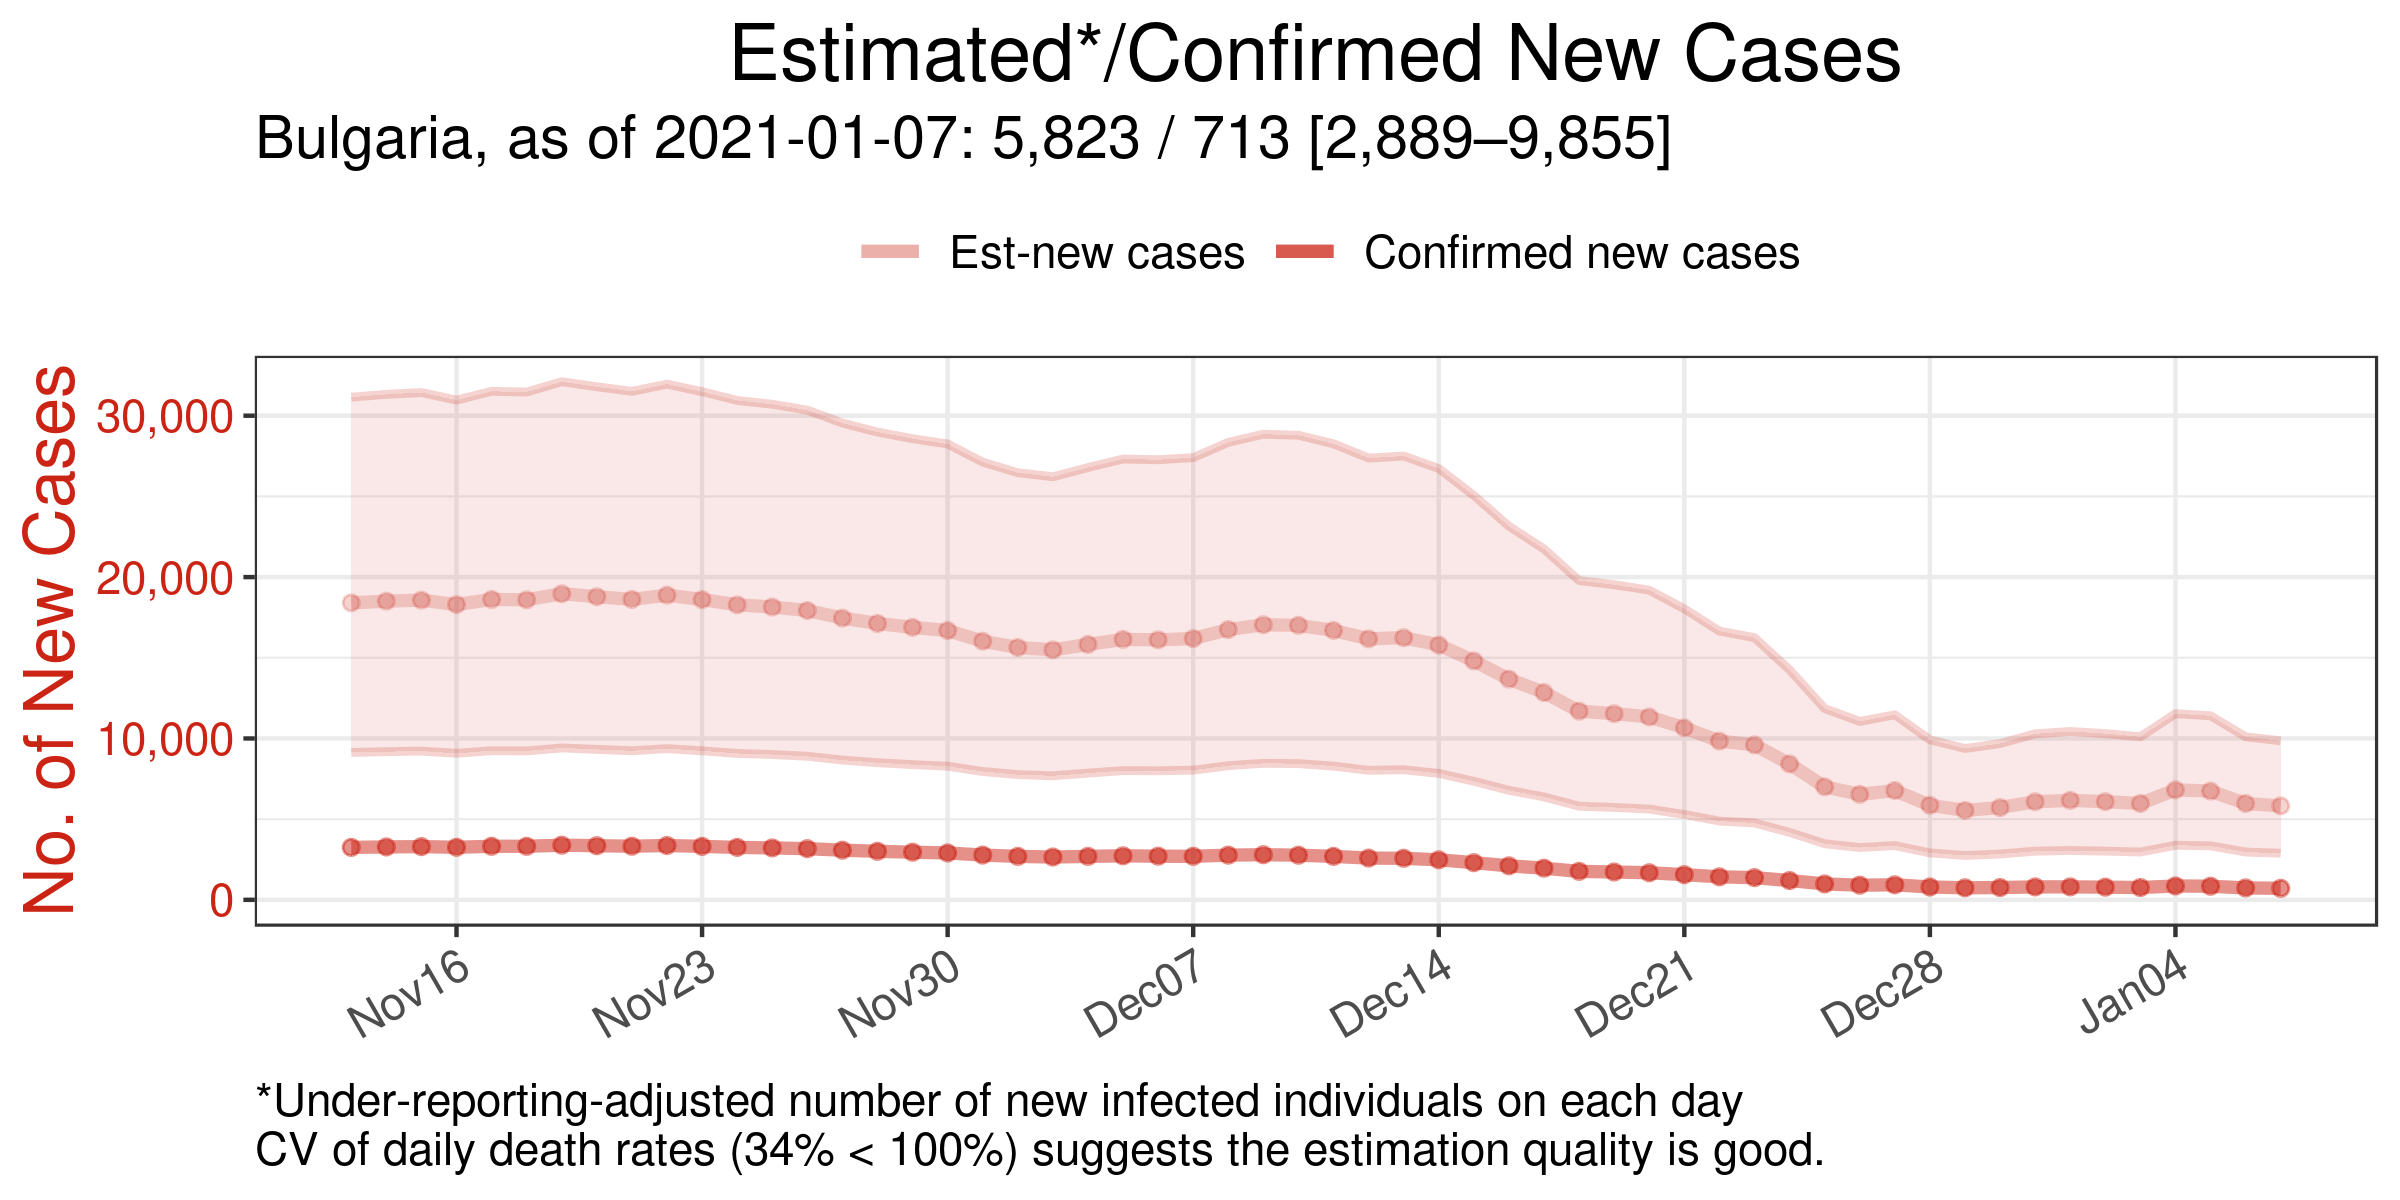 Estimated*/Confirmed New Cases
Bulgaria, as of 2021-01-07: 5,823 / 713 [2,889–9,855]
Est-new cases
Confirmed new cases
No. of New Cases
30,000
20,000
10,000
0
Nov16
Nov23
Nov30
Dec07
Dec14
Dec21
Dec28
Jan04
*Under-reporting-adjusted number of new infected individuals on each day
CV of daily death rates (34% < 100%) suggests the estimation quality is good.